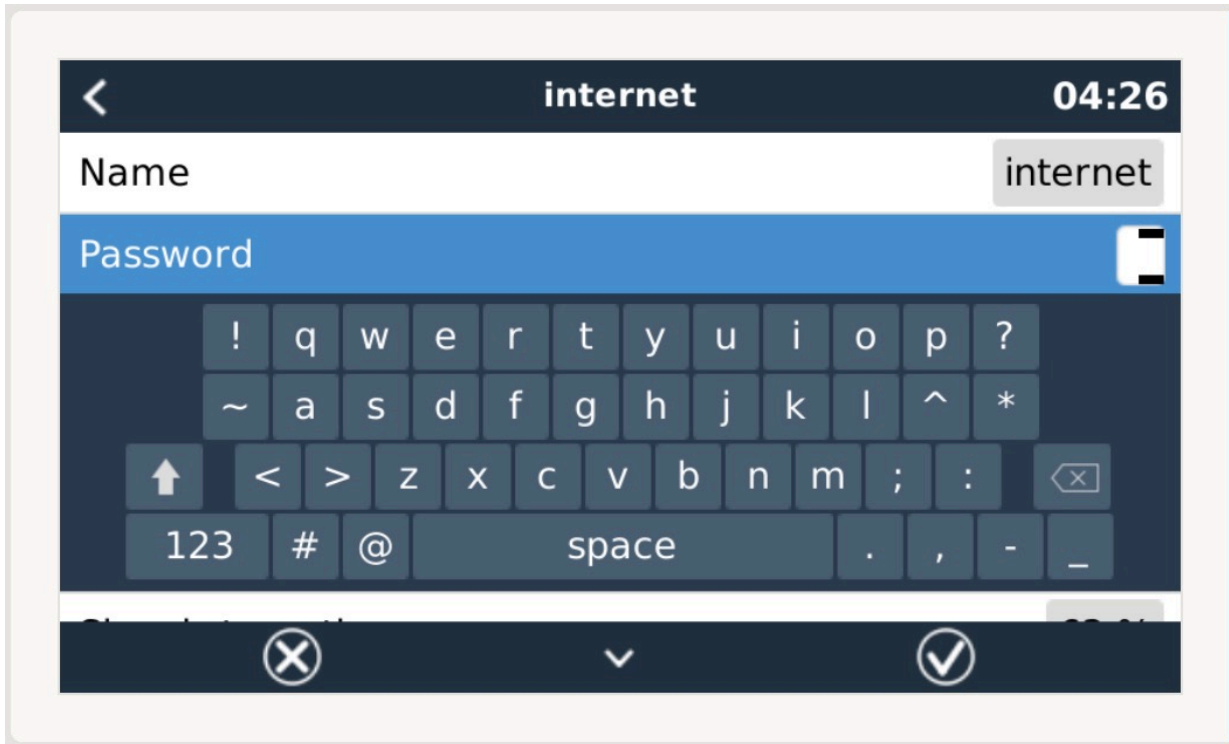 internet 04:26
Name internet
Password
! q w e r t y u i o p ?
~ a s d f g h j k l ^ *
< > z x c v b n m ; :
123 # @ space . , - _